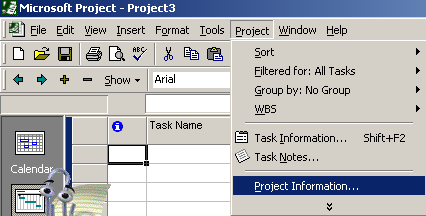 Microsoft Project - Project3
File Edit View Insert Format Tools Project Window Help
Show Arial
Sort
Filtered for: All Tasks
Group by: No Group
WBS
Task Information... Shift+F2
Task Notes...
Project Information...
Task Name
Calendar